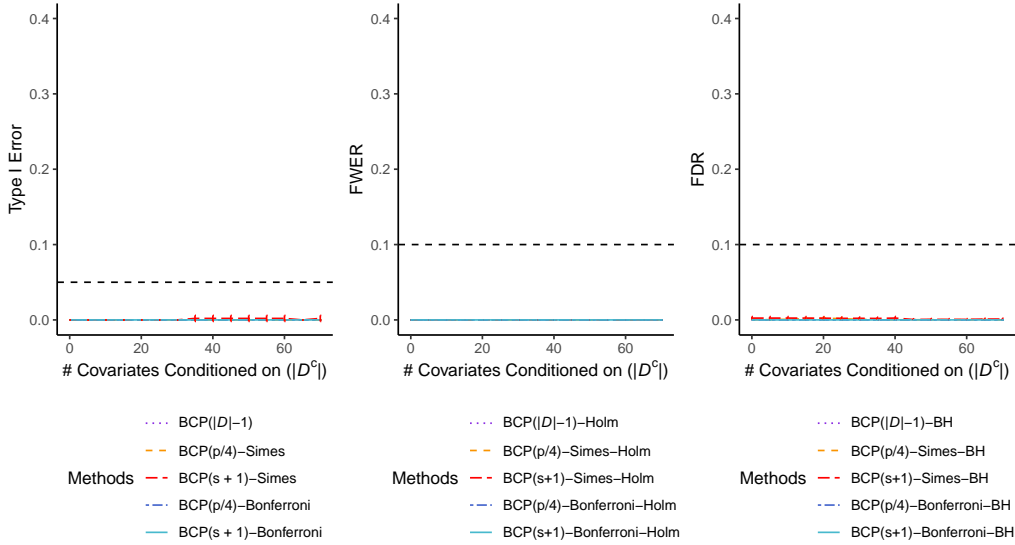 0.4
0.3
0.2
0.1
0.0
Type I Error
0 20 40 60
# Covariates Conditioned on (|D^c|)
Methods
BCP(|D|−1)
BCP(p/4)−Simes
BCP(s + 1)−Simes
BCP(p/4)−Bonferroni
BCP(s + 1)−Bonferroni
0.4
0.3
0.2
0.1
0.0
FWER
0 20 40 60
# Covariates Conditioned on (|D^c|)
Methods
BCP(|D|−1)−Holm
BCP(p/4)−Simes−Holm
BCP(s+1)−Simes−Holm
BCP(p/4)−Bonferroni−Holm
BCP(s+1)−Bonferroni−Holm
0.4
0.3
0.2
0.1
0.0
FDR
0 20 40 60
# Covariates Conditioned on (|D^c|)
Methods
BCP(|D|−1)−BH
BCP(p/4)−Simes−BH
BCP(s+1)−Simes−BH
BCP(p/4)−Bonferroni−BH
BCP(s+1)−Bonferroni−BH